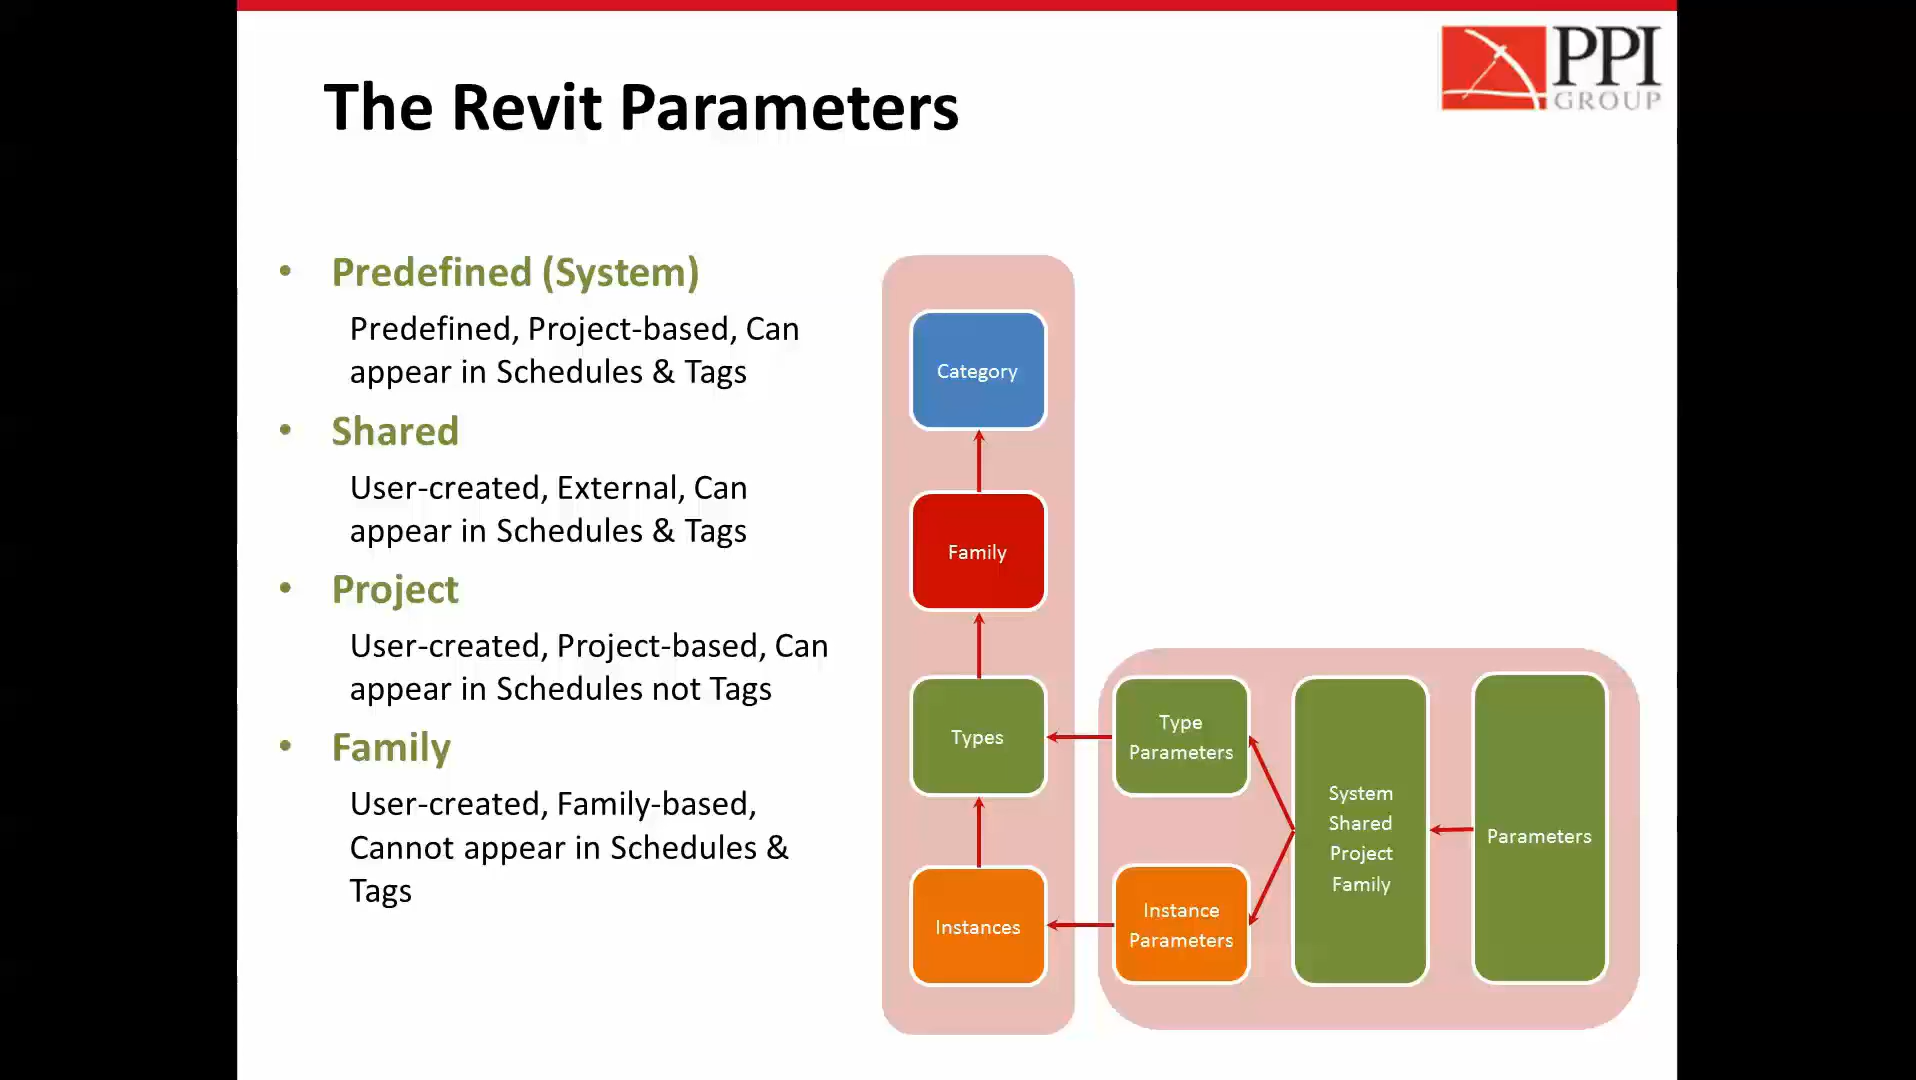 PPI
GROUP
The Revit Parameters
• Predefined (System)
Predefined, Project-based, Can
appear in Schedules & Tags
• Shared
User-created, External, Can
appear in Schedules & Tags
• Project
User-created, Project-based, Can
appear in Schedules not Tags
• Family
User-created, Family-based,
Cannot appear in Schedules &
Tags
Category
Family
Types
Instances
Type
Parameters
Instance
Parameters
System
Shared
Project
Family
Parameters